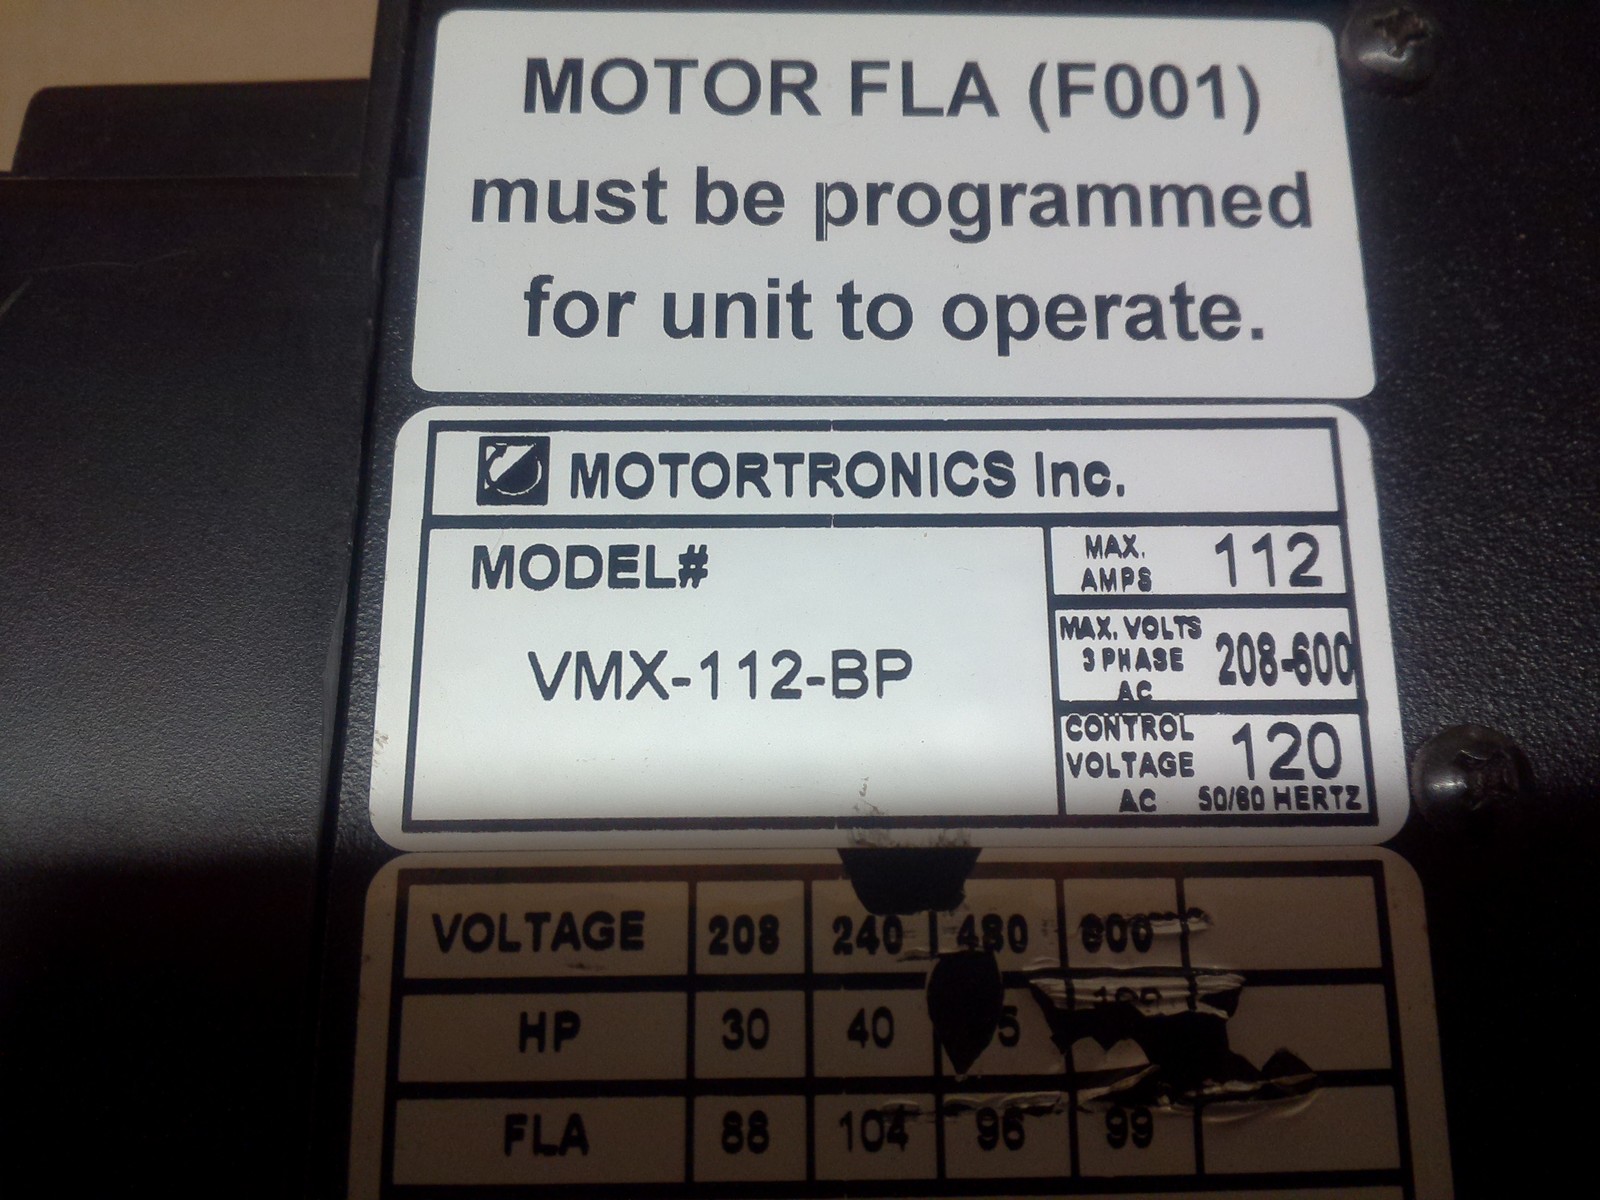 MOTOR FLA (F001)
must be programmed
for unit to operate.
MOTORTRONICS Inc.
MODEL#
VMX-112-BP
MAX.
AMPS 112
MAX. VOLTS
3 PHASE
AC 208-600
CONTROL
VOLTAGE
AC 120
50/60 HERTZ
VOLTAGE 208 240 480 600
HP 30 40
FLA 88 104 96 99